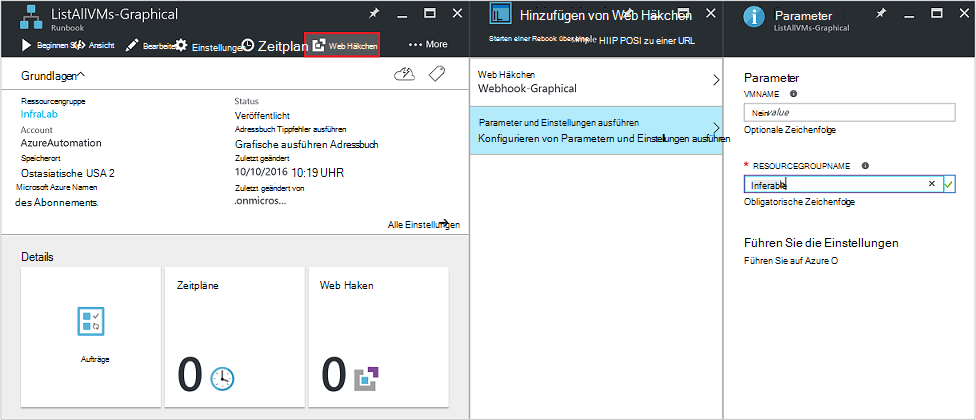 ListAllVMs-Graphical
Runbook
Beginnen S
Ansicht
Bearbeite
Einstellunge
Zeitplan
Web Häkchen
··· More
Grundlagen
Ressourcengruppe
InfraLab
Account
AzureAutomation
Speicherort
Ostasiatische USA 2
Microsoft Azure Namen
des Abonnements.
Status
Veröffentlicht
Adressbuch Tippfehler ausführen
Grafische ausführen Adressbuch
Zuletzt geändert
10/10/2016 10:19 UHR
Zuletzt geändert von
.onmicros...
Alle Einstellungen
Details
Aufträge
Zeitpläne
0
Web Haken
0
Hinzufügen von Web Häkchen
Starten einer Rebook über simple HIIP POSI zu einer URL
Web Häkchen
Webhook-Graphical
Parameter und Einstellungen ausführen
Konfigurieren von Parametern und Einstellungen ausführen
Parameter
ListAllVMs-Graphical
Parameter
VMNAME
Nein value
Optionale Zeichenfolge
* RESOURCEGROUPNAME
Inferable
Obligatorische Zeichenfolge
Führen Sie die Einstellungen
Führen Sie auf Azure O